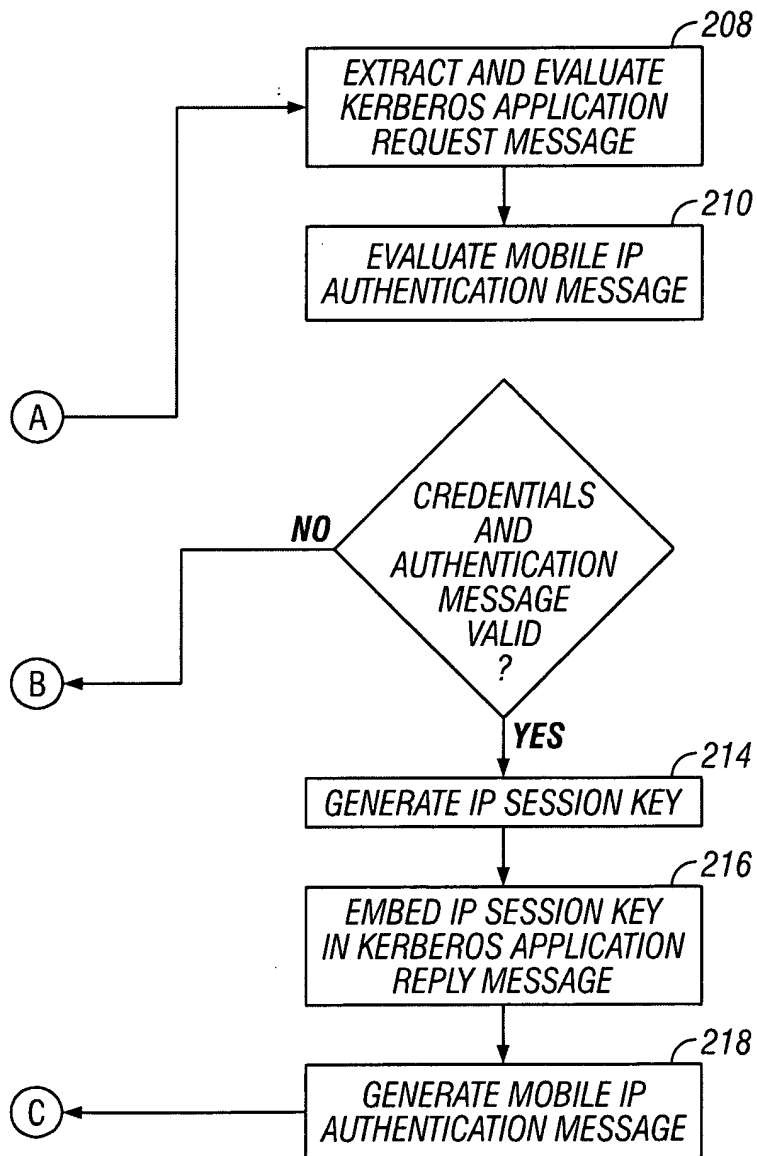 208
EXTRACT AND EVALUATE
KERBEROS APPLICATION
REQUEST MESSAGE
210
EVALUATE MOBILE IP
AUTHENTICATION MESSAGE
A
CREDENTIALS
AND
AUTHENTICATION
MESSAGE
VALID
?
NO
B
YES
214
GENERATE IP SESSION KEY
216
EMBED IP SESSION KEY
IN KERBEROS APPLICATION
REPLY MESSAGE
218
GENERATE MOBILE IP
AUTHENTICATION MESSAGE
C